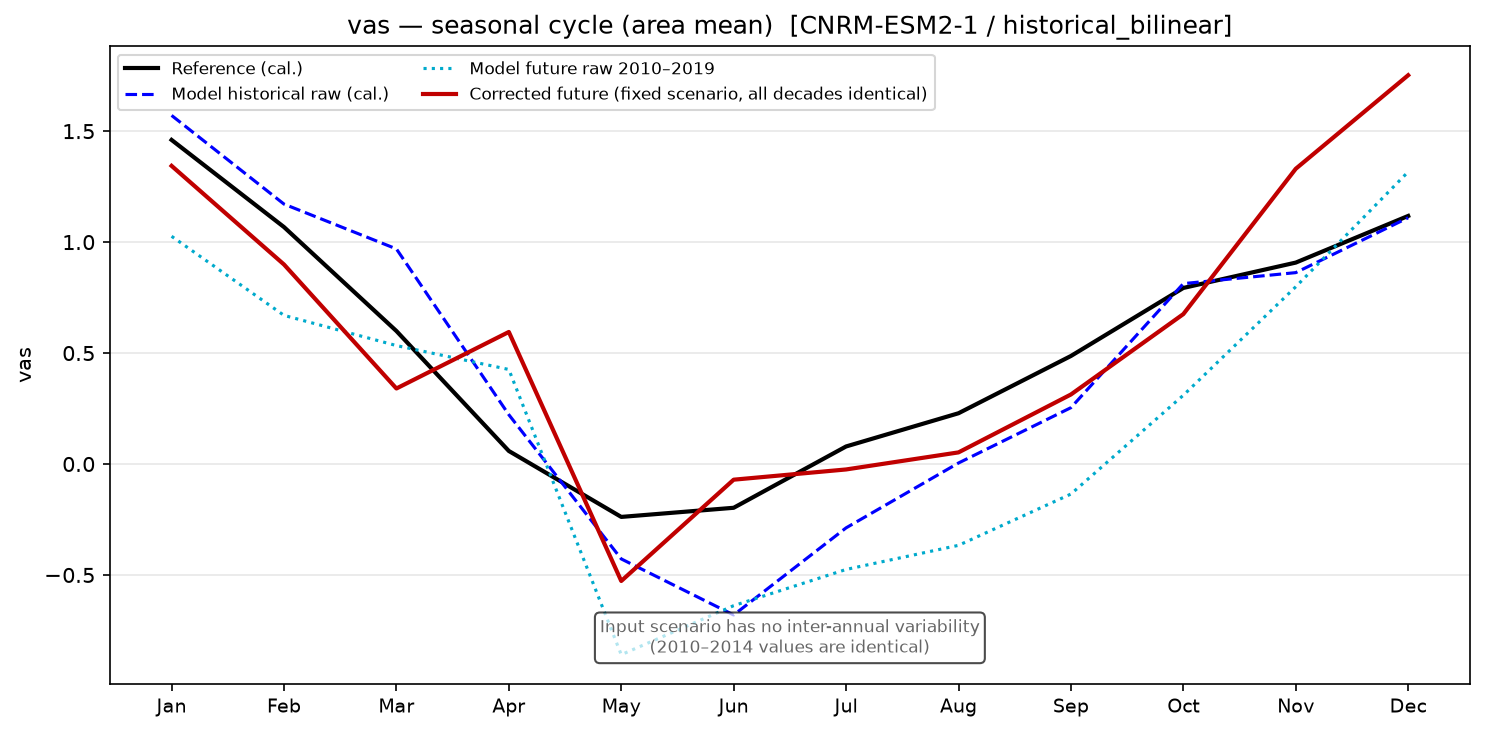 vas — seasonal cycle (area mean)  [CNRM-ESM2-1 / historical_bilinear]
Reference (cal.)
Model historical raw (cal.)
Model future raw 2010–2019
Corrected future (fixed scenario, all decades identical)
1.5
1.0
0.5
0.0
−0.5
vas
Input scenario has no inter-annual variability
(2010–2014 values are identical)
Jan Feb Mar Apr May Jun Jul Aug Sep Oct Nov Dec